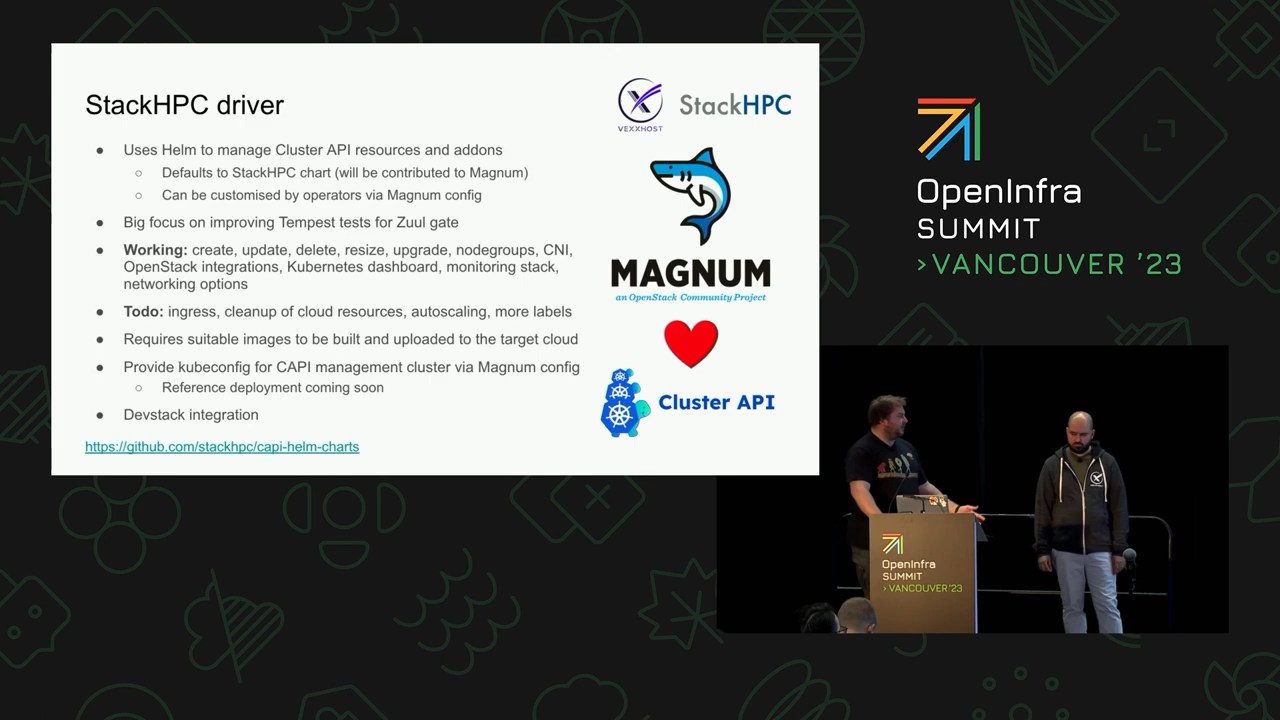 StackHPC driver
VEXXHOST
StackHPC
● Uses Helm to manage Cluster API resources and addons
○ Defaults to StackHPC chart (will be contributed to Magnum)
○ Can be customised by operators via Magnum config
● Big focus on improving Tempest tests for Zuul gate
● Working: create, update, delete, resize, upgrade, nodegroups, CNI,
OpenStack integrations, Kubernetes dashboard, monitoring stack,
networking options
● Todo: ingress, cleanup of cloud resources, autoscaling, more labels
● Requires suitable images to be built and uploaded to the target cloud
● Provide kubeconfig for CAPI management cluster via Magnum config
○ Reference deployment coming soon
● Devstack integration
https://github.com/stackhpc/capi-helm-charts
MAGNUM
an OpenStack Community Project
Cluster API
OpenInfra
SUMMIT
>VANCOUVER '23
OpenInfra
SUMMIT
>VANCOUVER '23